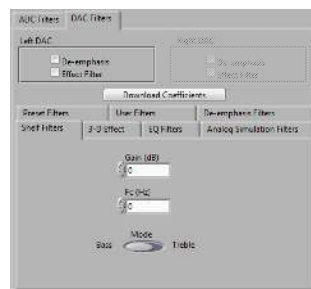 ADC Filters DAC Filters
Left DAC Right DAC
De-emphasis De-emphasis
Effect Filter Effect Filter
Download Coefficients
Preset Filters User Filters De-emphasis Filters
Shelf Filters 3-D Effect EQ Filters Analog Simulation Filters
Gain (dB)
0
Fc (Hz)
0
Mode
Bass Treble